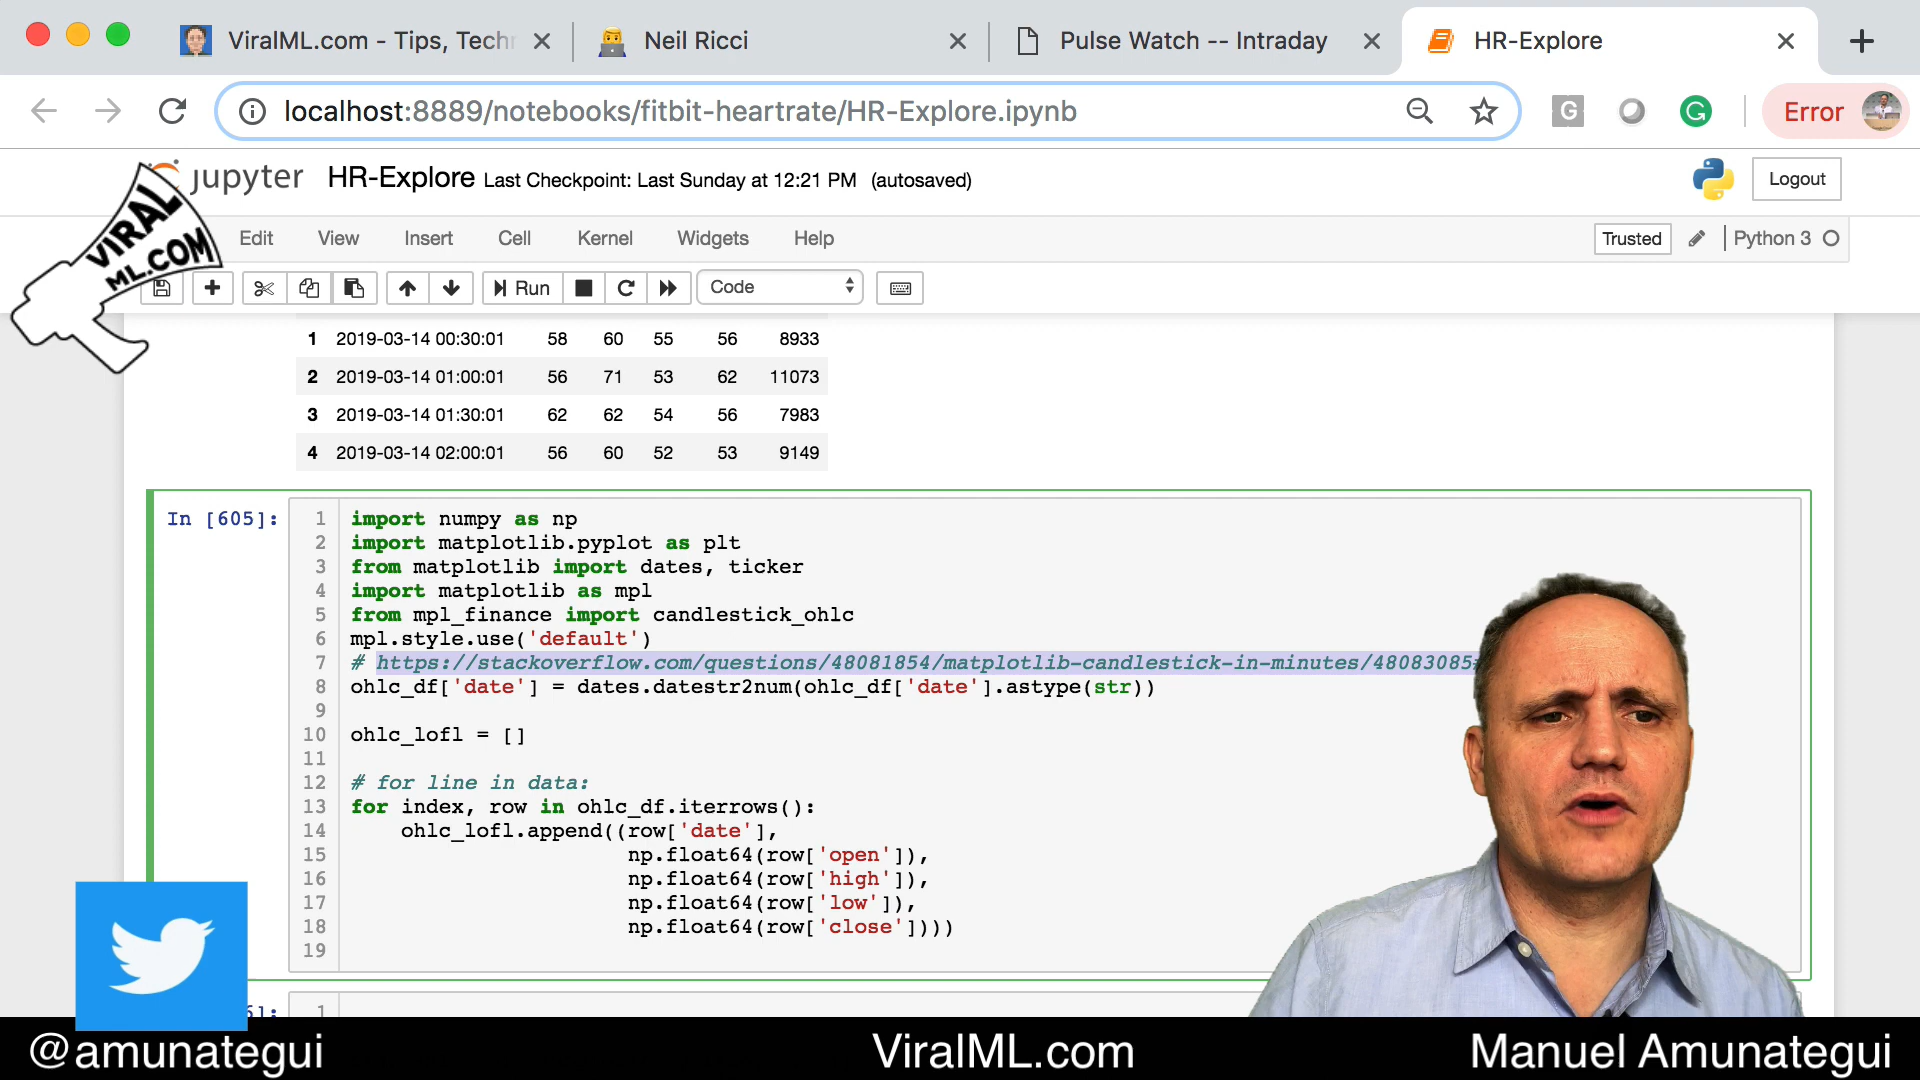 ViralML.com - Tips, Techn
Neil Ricci
Pulse Watch -- Intraday
HR-Explore
localhost:8889/notebooks/fitbit-heartrate/HR-Explore.ipynb
Error
jupyter HR-Explore Last Checkpoint: Last Sunday at 12:21 PM (autosaved)
Logout
VIRAL
ML.COM
Edit View Insert Cell Kernel Widgets Help
Trusted Python 3
Run Code
1 2019-03-14 00:30:01 58 60 55 56 8933
2 2019-03-14 01:00:01 56 71 53 62 11073
3 2019-03-14 01:30:01 62 62 54 56 7983
4 2019-03-14 02:00:01 56 60 52 53 9149
In [605]:
1 import numpy as np
2 import matplotlib.pyplot as plt
3 from matplotlib import dates, ticker
4 import matplotlib as mpl
5 from mpl_finance import candlestick_ohlc
6 mpl.style.use('default')
7 # https://stackoverflow.com/questions/48081854/matplotlib-candlestick-in-minutes/48083085#
8 ohlc_df['date'] = dates.datestr2num(ohlc_df['date'].astype(str))
9
10 ohlc_lofl = []
11
12 # for line in data:
13 for index, row in ohlc_df.iterrows():
14 ohlc_lofl.append((row['date'],
15 np.float64(row['open']),
16 np.float64(row['high']),
17 np.float64(row['low']),
18 np.float64(row['close'])))
19
1
@amunategui
ViralML.com
Manuel Amunategui